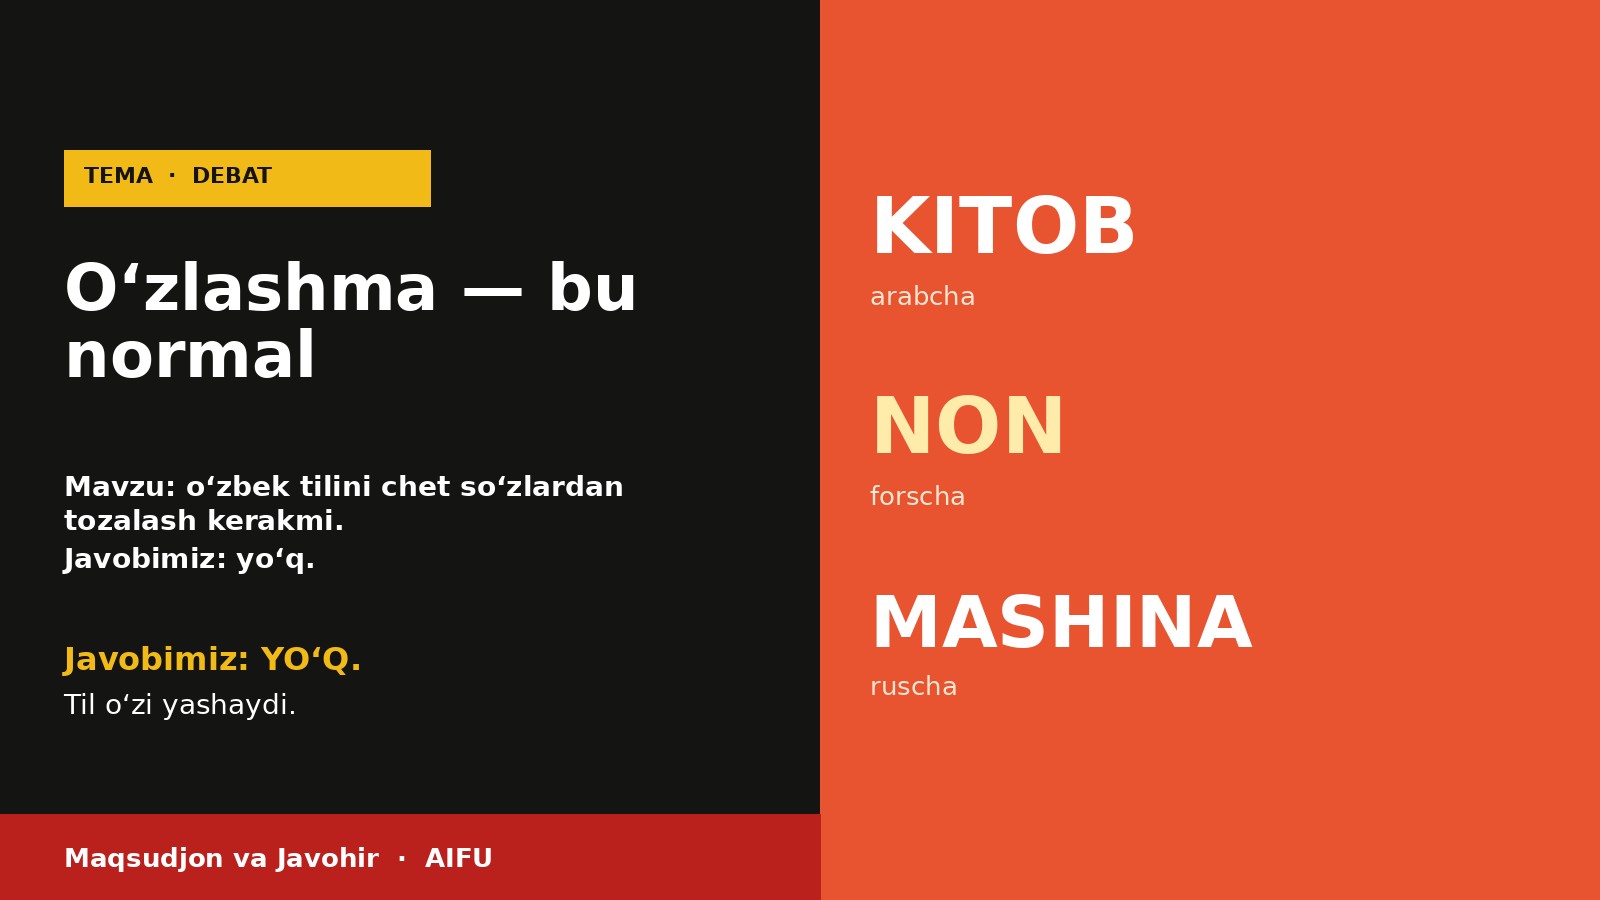 TEMA · DEBAT
Oʻzlashma — bu
normal
Mavzu: oʻzbek tilini chet soʻzlardan
tozalash kerakmi.
Javobimiz: yoʻq.
Javobimiz: YOʻQ.
Til oʻzi yashaydi.
Maqsudjon va Javohir · AIFU
KITOB
arabcha
NON
forscha
MASHINA
ruscha